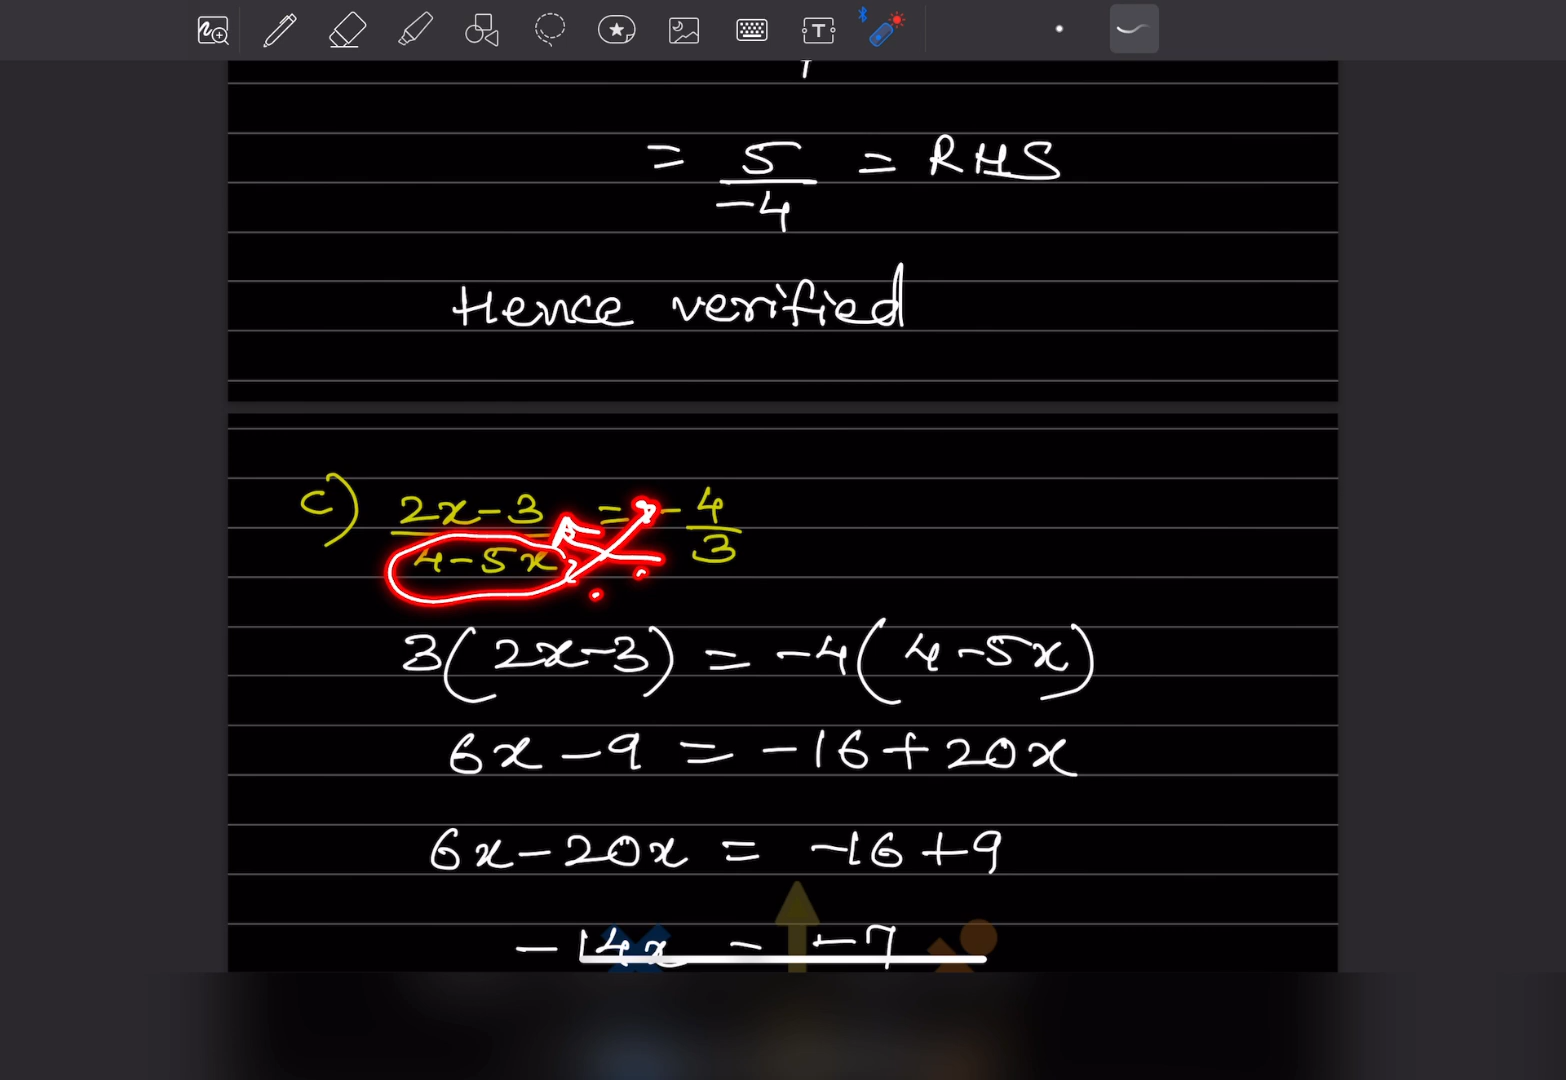 = 5/-4 = RHS
Hence verified
c) (2x-3)/(4-5x) = -4/3
3(2x-3) = -4(4-5x)
6x-9 = -16+20x
6x-20x = -16+9
-14x = -7